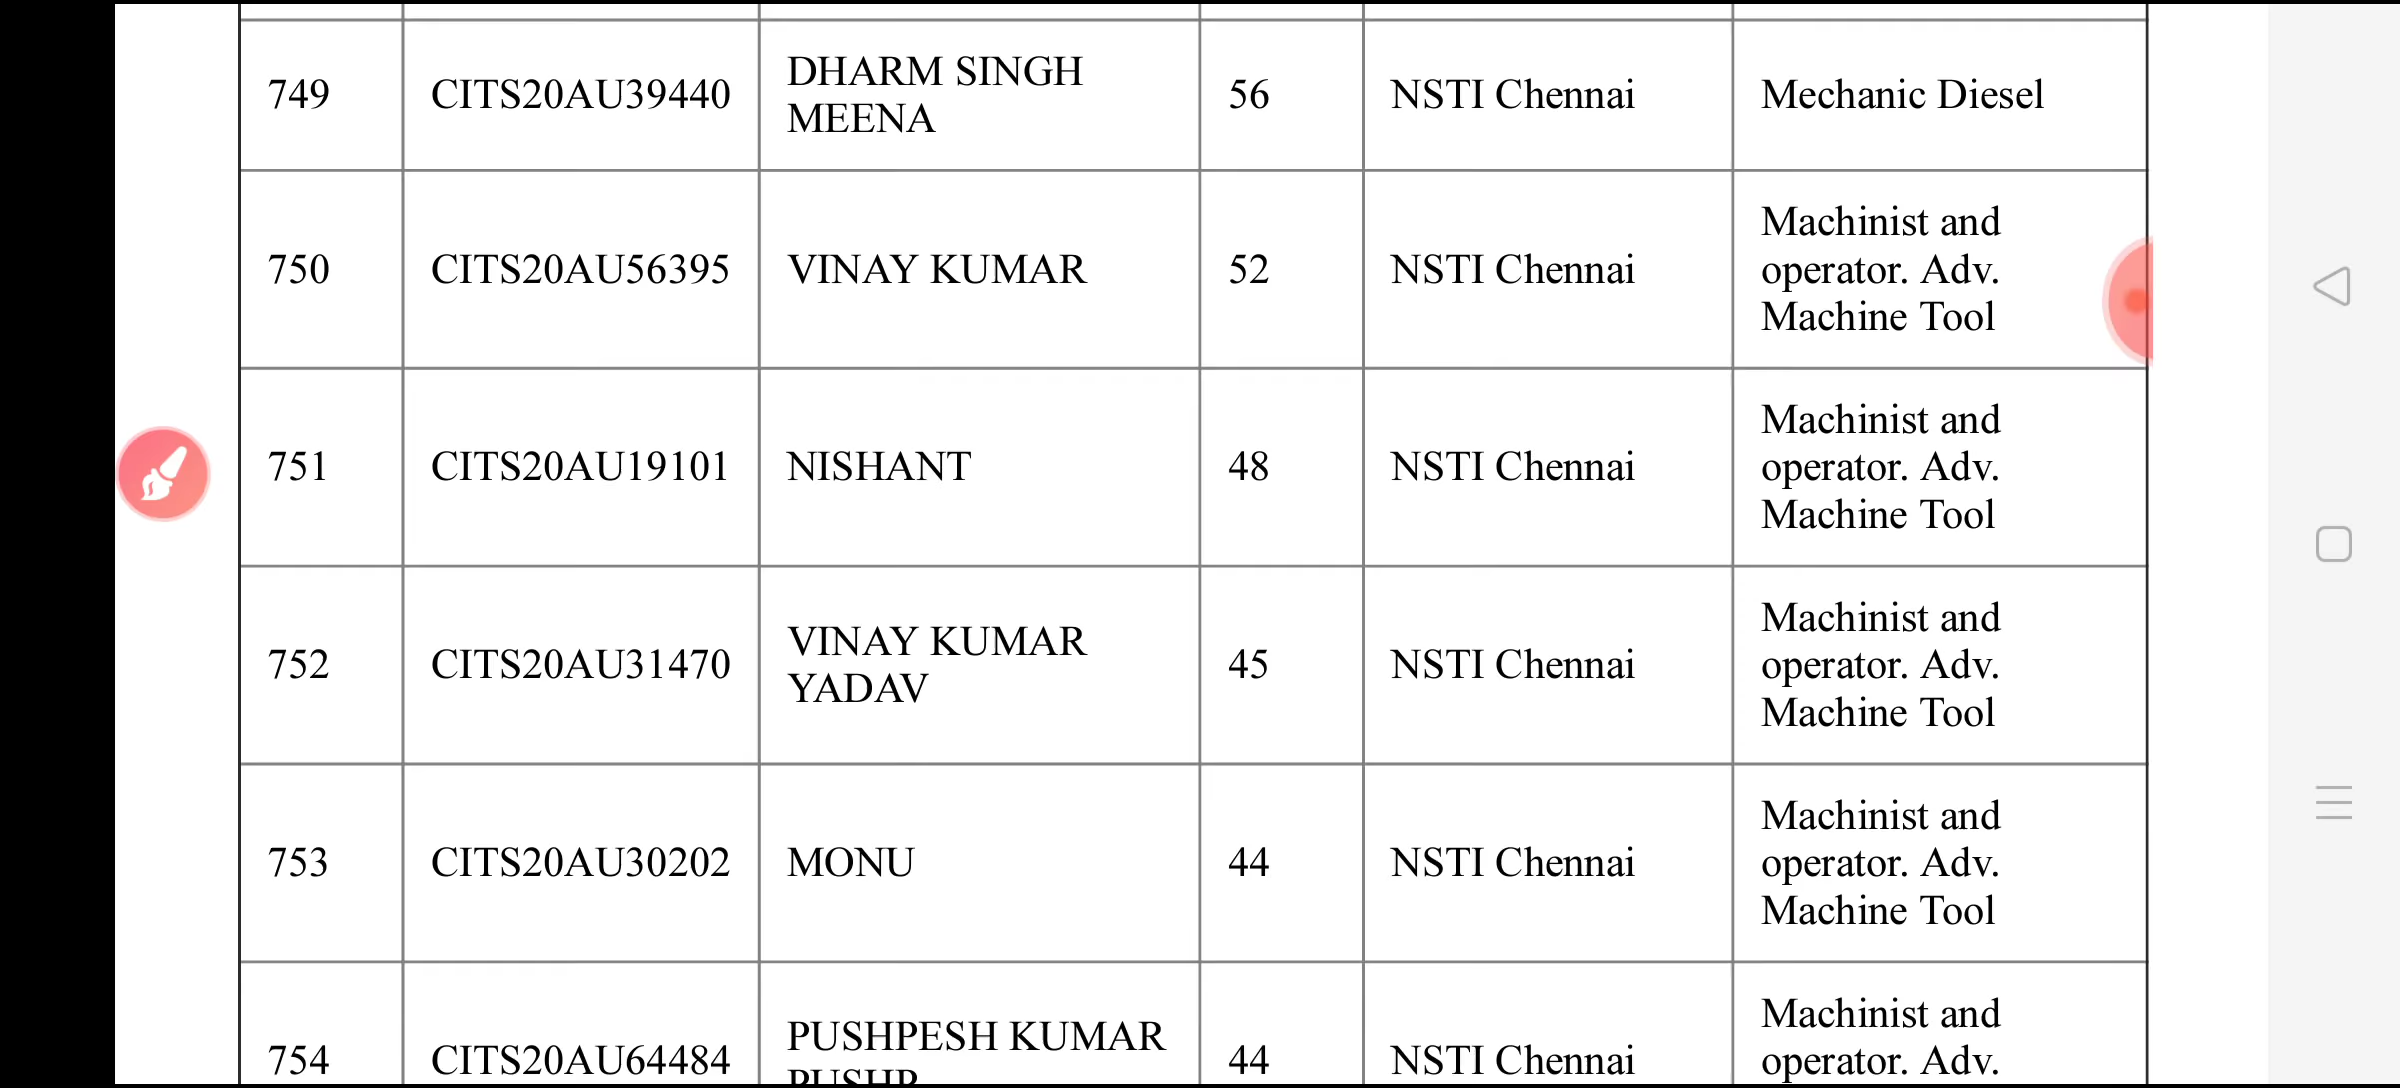 749 CITS20AU39440 DHARM SINGH MEENA 56 NSTI Chennai Mechanic Diesel
750 CITS20AU56395 VINAY KUMAR 52 NSTI Chennai Machinist and operator. Adv. Machine Tool
751 CITS20AU19101 NISHANT 48 NSTI Chennai Machinist and operator. Adv. Machine Tool
752 CITS20AU31470 VINAY KUMAR YADAV 45 NSTI Chennai Machinist and operator. Adv. Machine Tool
753 CITS20AU30202 MONU 44 NSTI Chennai Machinist and operator. Adv. Machine Tool
754 CITS20AU64484 PUSHPESH KUMAR PUSHP 44 NSTI Chennai Machinist and operator. Adv.